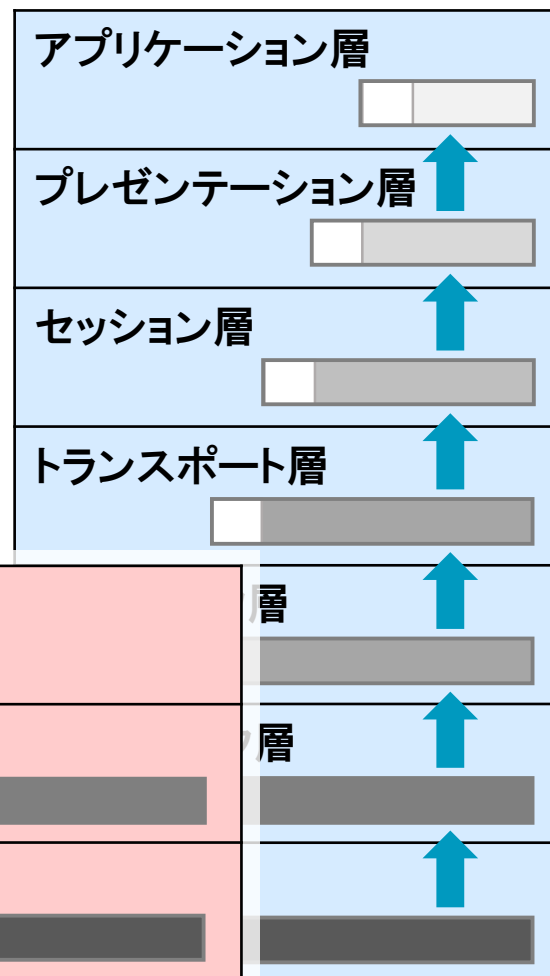 アプリケーション層
プレゼンテーション層
セッション層
トランスポート層
層
層